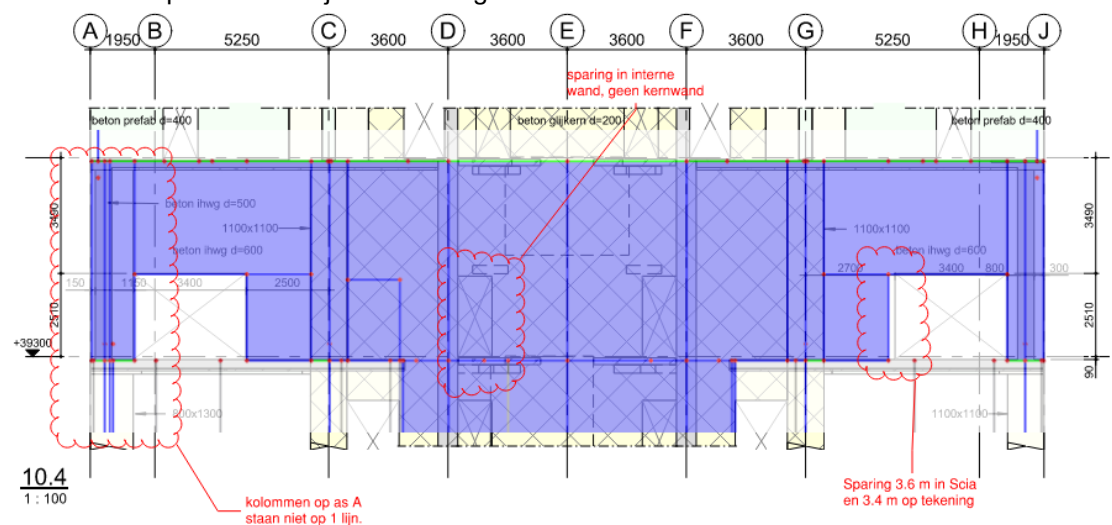 A B C D E F G H J
1950 5250 3600 3600 3600 3600 5250 1950
sparing in interne
wand, geen kernwand
beton prefab d=400 beton glijkern d=200 beton prefab d=400
3490 3490
beton ihwg d=500
1100x1100 1100x1100
beton ihwg d=600 beton ihwg d=600
150 1150 3400 2500 2700 3400 800 300
2510 2510
+39300
90
800x1300 1100x1100
10.4
1 : 100
Sparing 3.6 m in Scia
en 3.4 m op tekening
kolommen op as A
staan niet op 1 lijn.